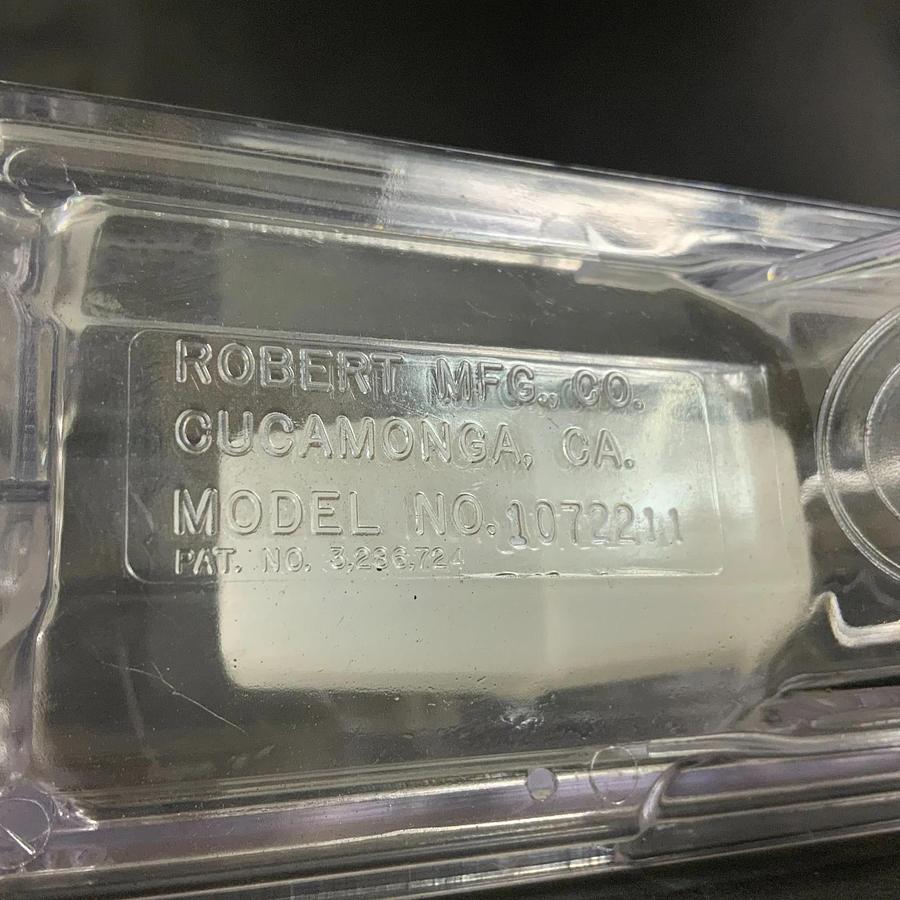 ROBERT MFG., CO.
CUCAMONGA, CA.
MODEL NO. 1072211
PAT. NO. 3,236,724